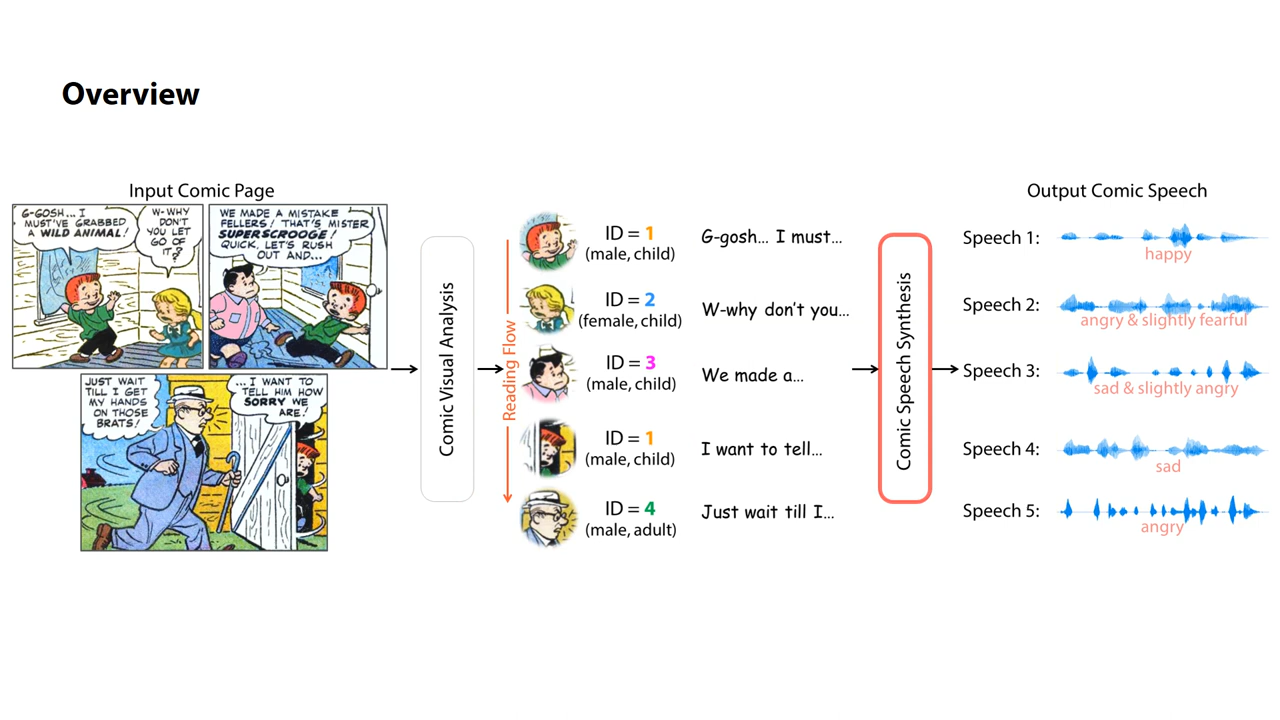 Overview
Input Comic Page
G-GOSH... I
MUST'VE GRABBED
A WILD ANIMAL!
W-WHY
DON'T
YOU LET
GO OF
IT?
WE MADE A MISTAKE
FELLERS! THAT'S MISTER
SUPERSCROOGE!
QUICK, LET'S RUSH
OUT AND...
JUST WAIT
TILL I GET
MY HANDS
ON THOSE
BRATS!
... I WANT TO
TELL HIM HOW
SORRY WE
ARE!
Comic Visual Analysis
Reading Flow
ID = 1
(male, child)
G-gosh... I must...
ID = 2
(female, child)
W-why don't you...
ID = 3
(male, child)
We made a...
ID = 1
(male, child)
I want to tell...
ID = 4
(male, adult)
Just wait till I...
Comic Speech Synthesis
Output Comic Speech
Speech 1:
happy
Speech 2:
angry & slightly fearful
Speech 3:
sad & slightly angry
Speech 4:
sad
Speech 5:
angry